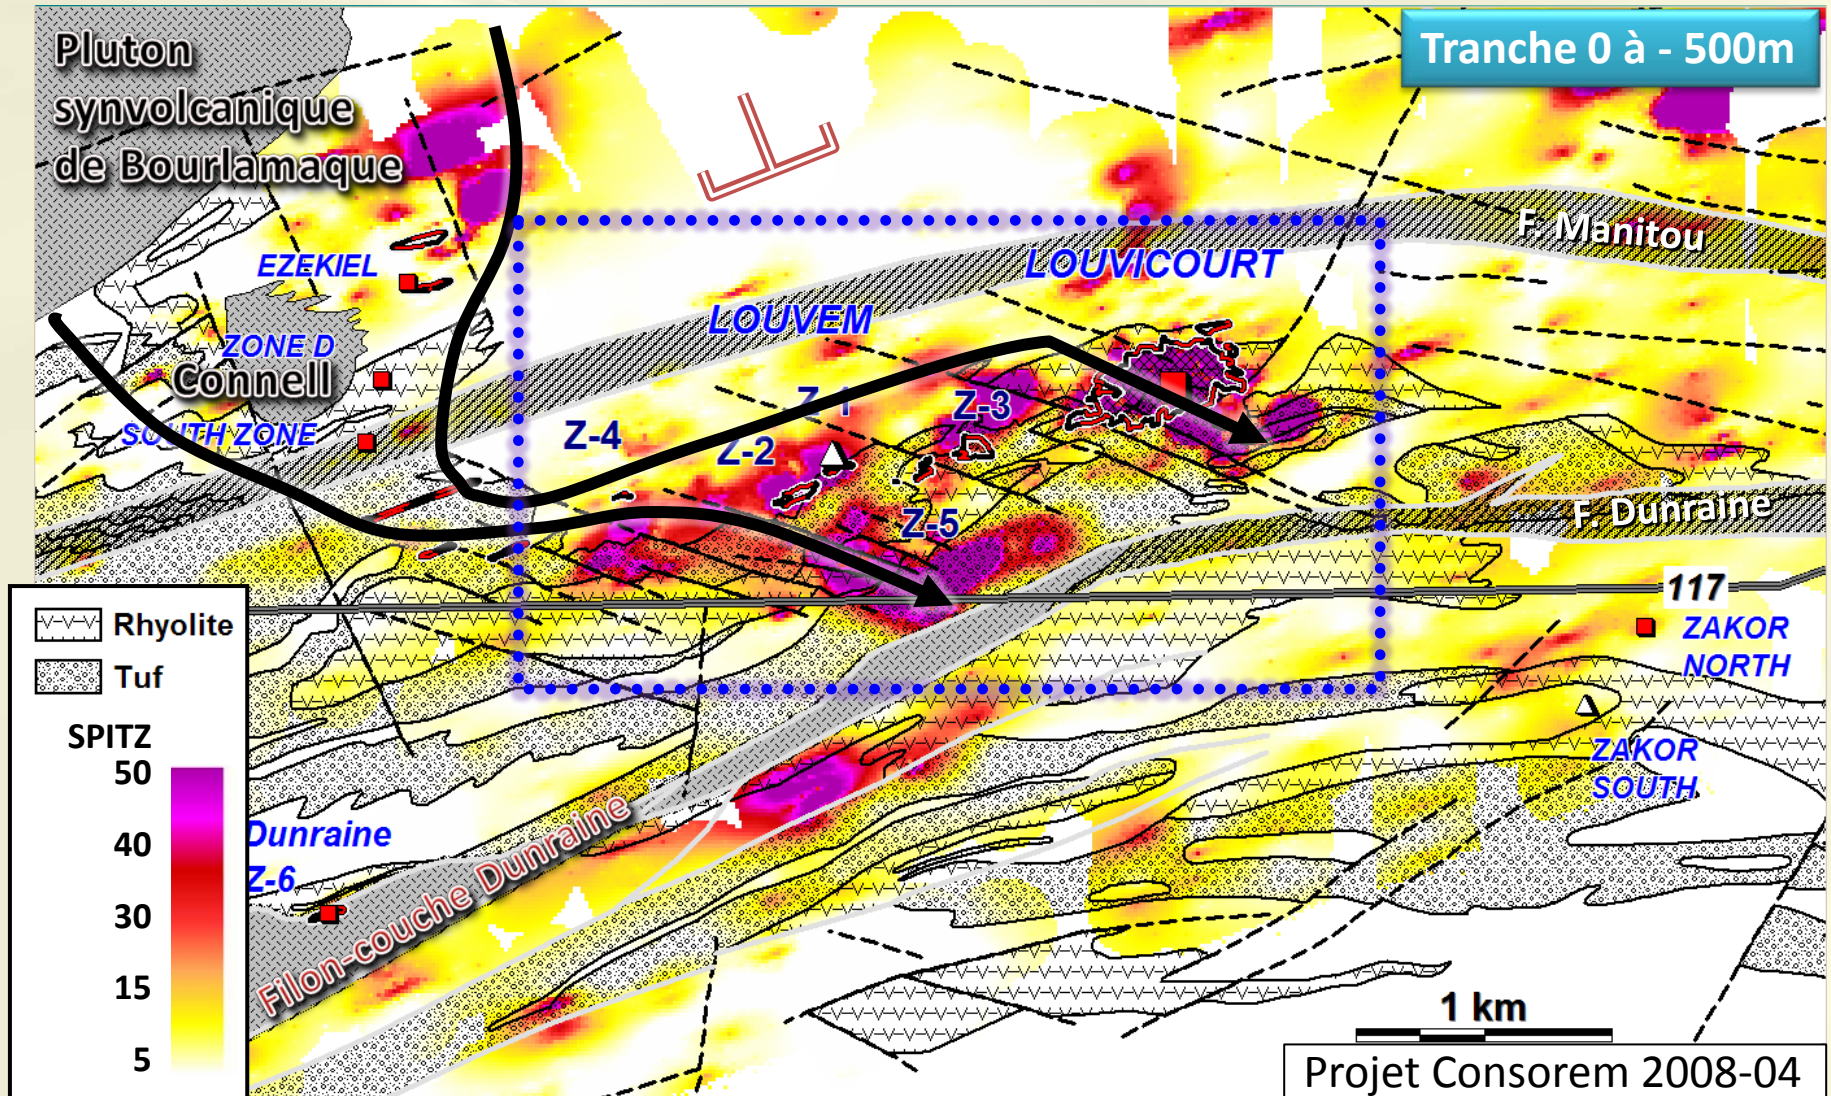 Tranche 0 à - 500m
Pluton
synvolcanique
de Bourlamaque
F. Manitou
EZEKIEL
LOUVICOURT
LOUVEM
ZONE D
Connell
SOUTH ZONE
Z-1
Z-3
Z-4
Z-2
Z-5
F. Dunraine
117
ZAKOR
NORTH
ZAKOR
SOUTH
Rhyolite
Tuf
SPITZ
50
40
30
15
5
Dunraine
Z-6
Filon-couche Dunraine
1 km
Projet Consorem 2008-04